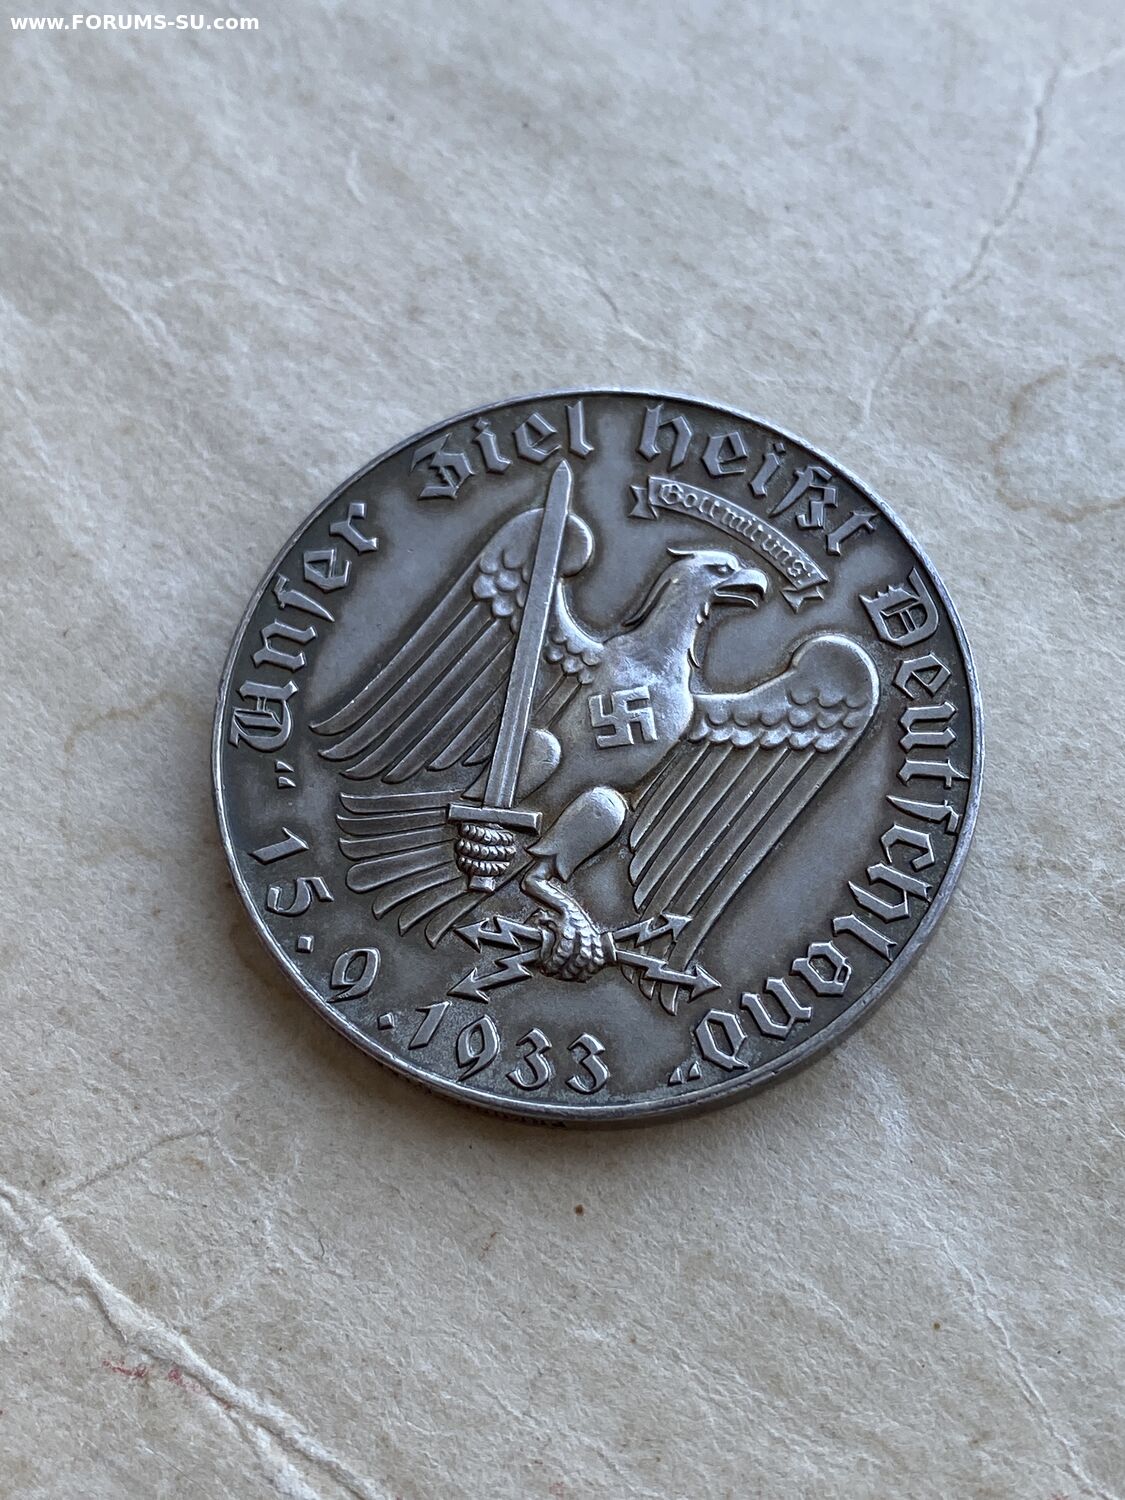 www.FORUMS-SU.com
„Unser Ziel heißt Deutschland”
Gott mit uns!
15.9.1933